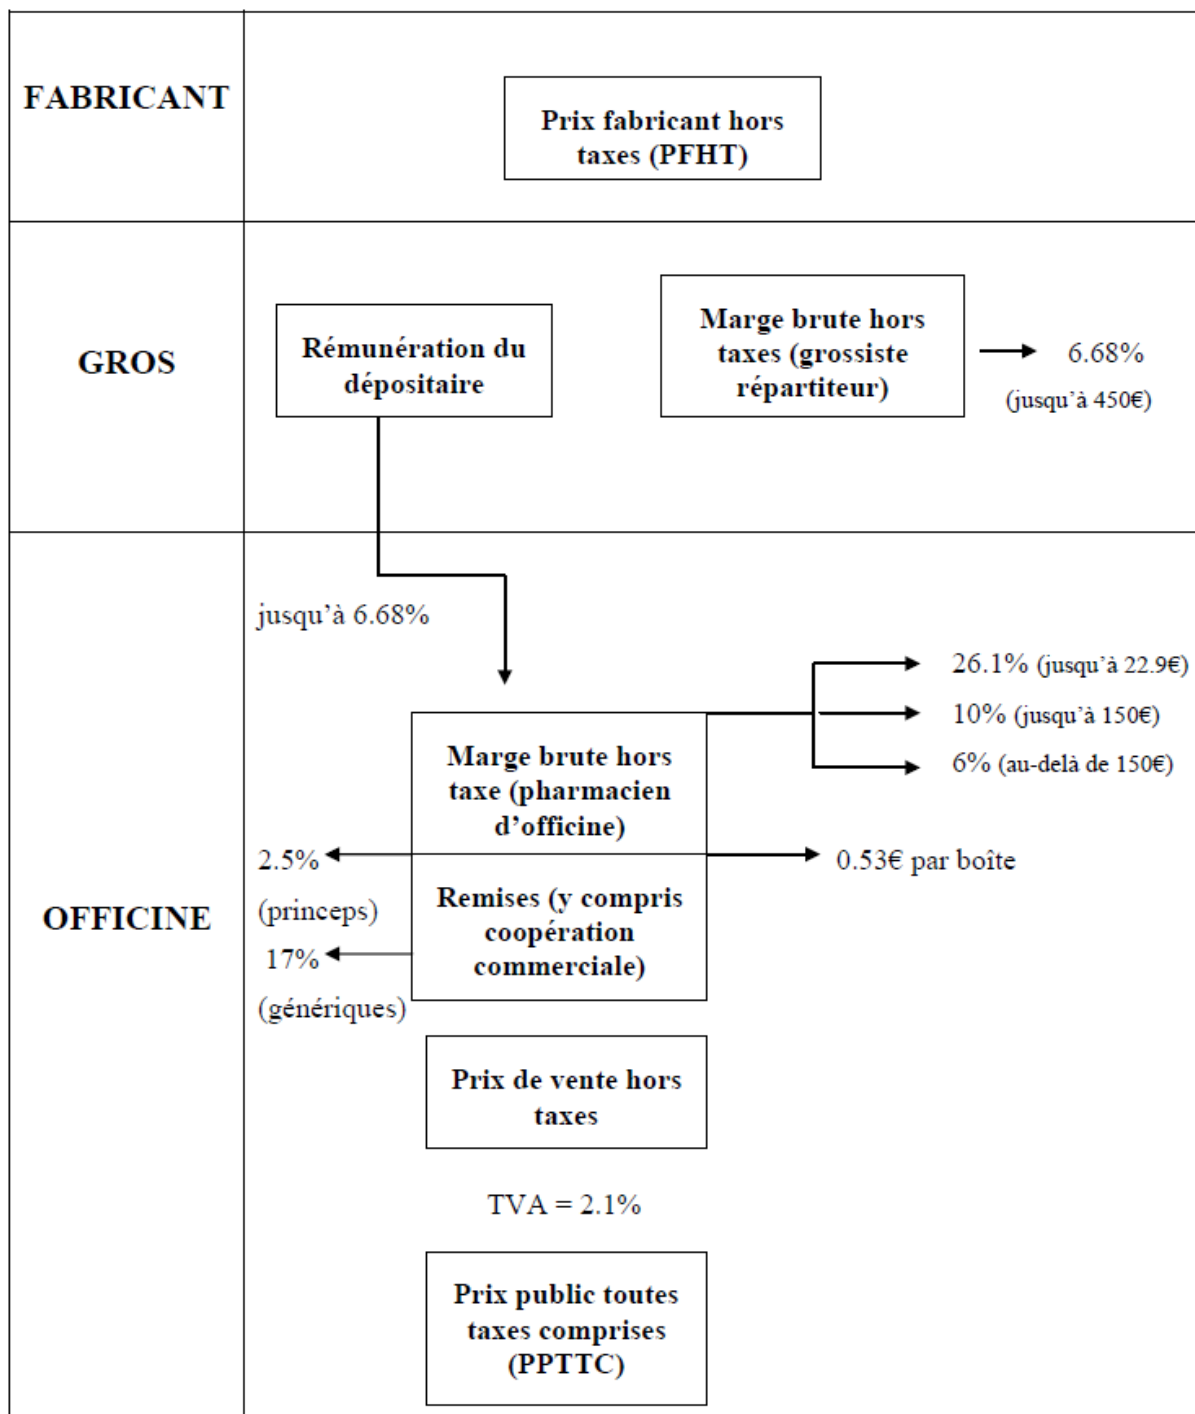 FABRICANT
Prix fabricant hors
taxes (PFHT)
GROS
Rémunération du
dépositaire
Marge brute hors
taxes (grossiste
répartiteur)
6.68%
(jusqu'à 450€)
OFFICINE
jusqu'à 6.68%
26.1% (jusqu'à 22.9€)
10% (jusqu'à 150€)
6% (au-delà de 150€)
Marge brute hors
taxe (pharmacien
d'officine)
2.5%
(princeps)
17%
(génériques)
0.53€ par boîte
Remises (y compris
coopération
commerciale)
Prix de vente hors
taxes
TVA = 2.1%
Prix public toutes
taxes comprises
(PPTTC)